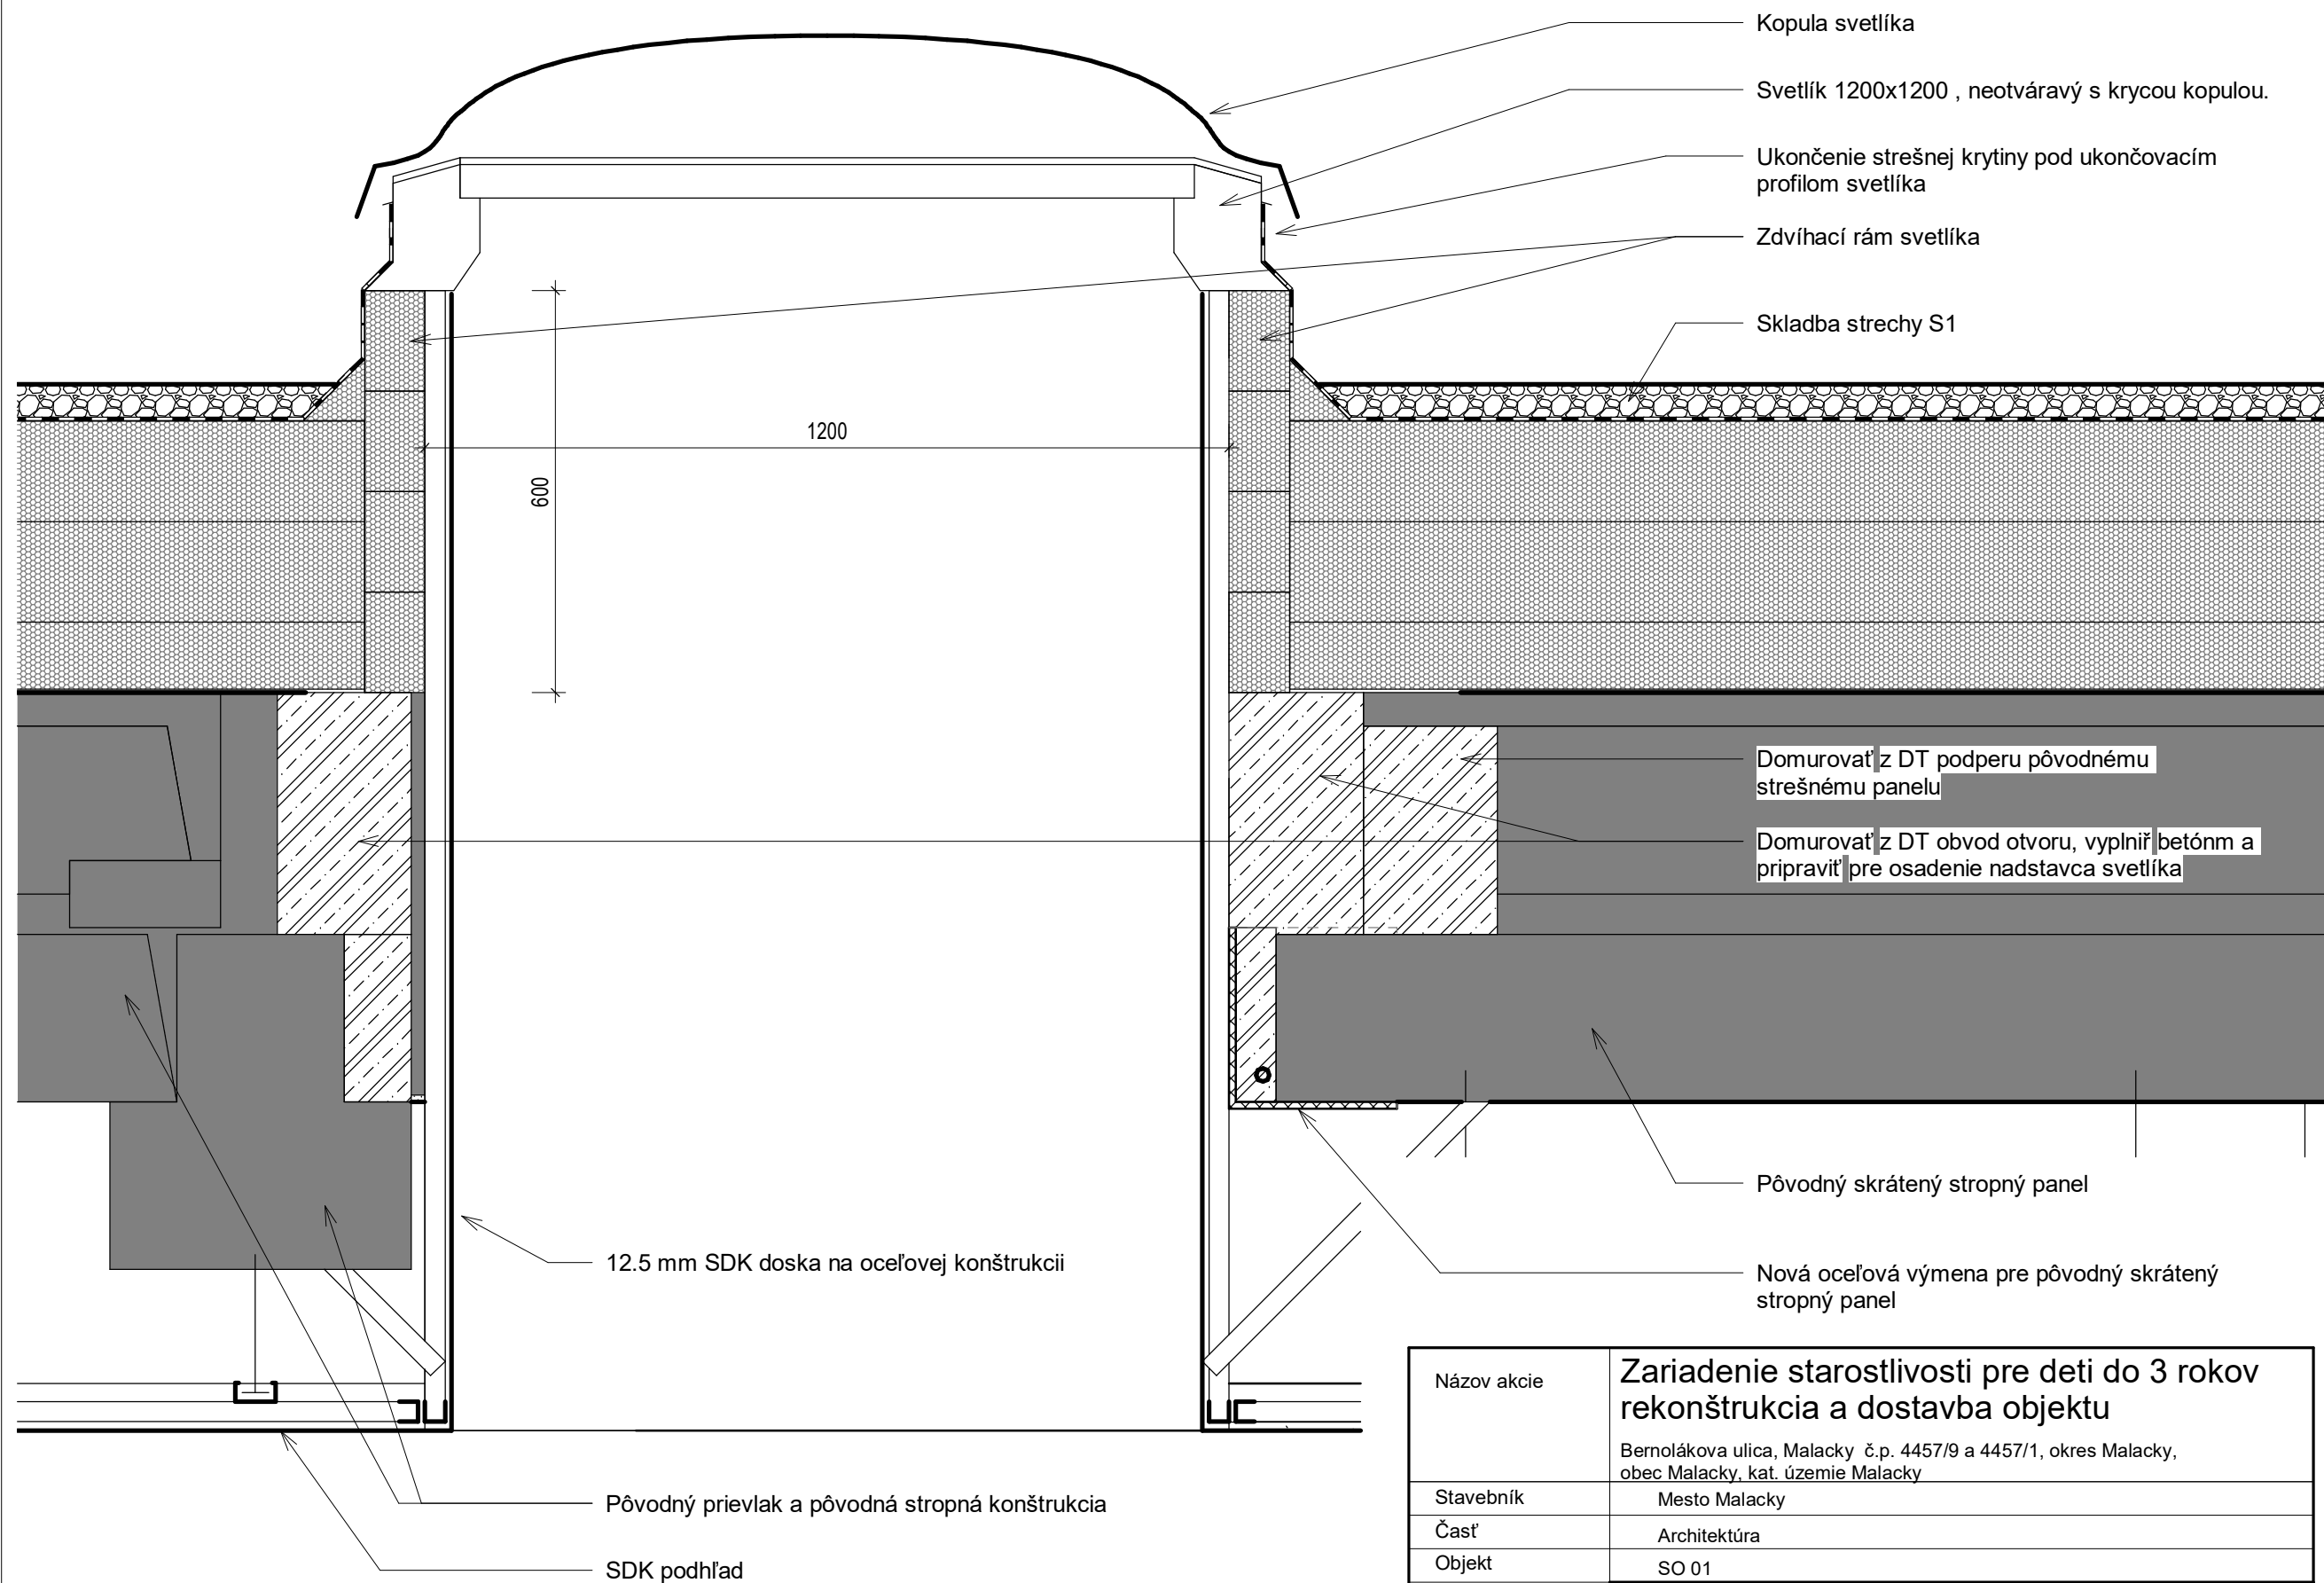 Kopula svetlíka
Svetlík 1200x1200 , neotváravý s krycou kopulou.
Ukončenie strešnej krytiny pod ukončovacím
profilom svetlíka
Zdvíhací rám svetlíka
Skladba strechy S1
1200
600
Domurovať z DT podperu pôvodnému
strešnému panelu
Domurovať z DT obvod otvoru, vyplniř betónm a
pripraviť pre osadenie nadstavca svetlíka
Pôvodný skrátený stropný panel
12.5 mm SDK doska na oceľovej konštrukcii
Nová oceľová výmena pre pôvodný skrátený
stropný panel
Pôvodný prievlak a pôvodná stropná konštrukcia
SDK podhľad
Názov akcie
Zariadenie starostlivosti pre deti do 3 rokov
rekonštrukcia a dostavba objektu
Bernolákova ulica, Malacky č.p. 4457/9 a 4457/1, okres Malacky,
obec Malacky, kat. územie Malacky
Stavebník Mesto Malacky
Časť Architektúra
Objekt SO 01